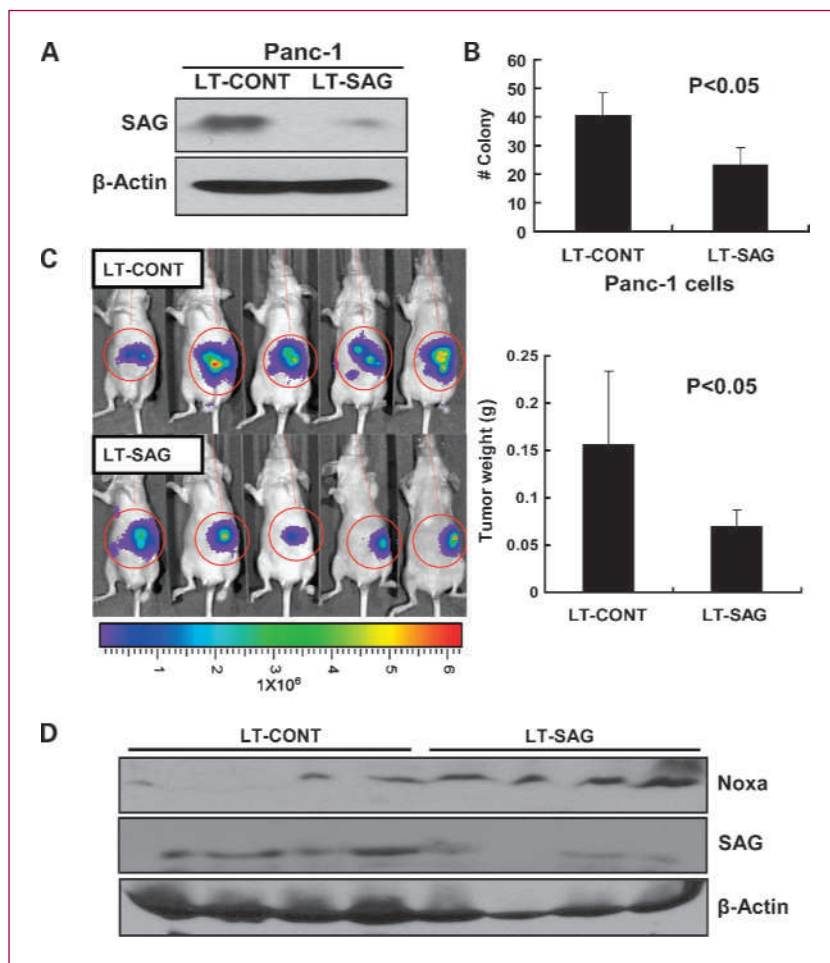 A
Panc-1
LT-CONT LT-SAG
SAG
β-Actin
B
# Colony
60
50
40
30
20
10
0
P<0.05
LT-CONT LT-SAG
Panc-1 cells
C
LT-CONT
LT-SAG
1 2 3 4 5 6
1X10⁶
Tumor weight (g)
0.25
0.2
0.15
0.1
0.05
0
P<0.05
LT-CONT LT-SAG
D
LT-CONT LT-SAG
Noxa
SAG
β-Actin